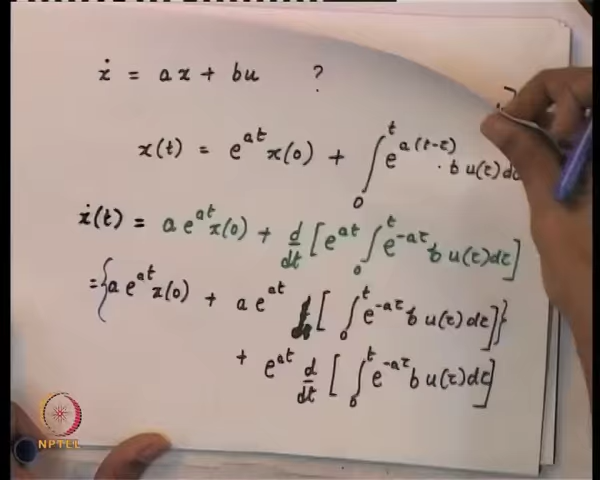 ẋ = ax + bu ?
x(t) = e^{at} x(0) + ∫_0^t e^{a(t-τ)} · b u(τ) d
ẋ(t) = a e^{at} x(0) + d/dt [e^{at} ∫_0^t e^{-aτ} b u(τ) dτ]
= {a e^{at} x(0) + a e^{at} [∫_0^t e^{-aτ} b u(τ) dτ]}
+ e^{at} d/dt [∫_0^t e^{-aτ} b u(τ) dτ]
NPTEL